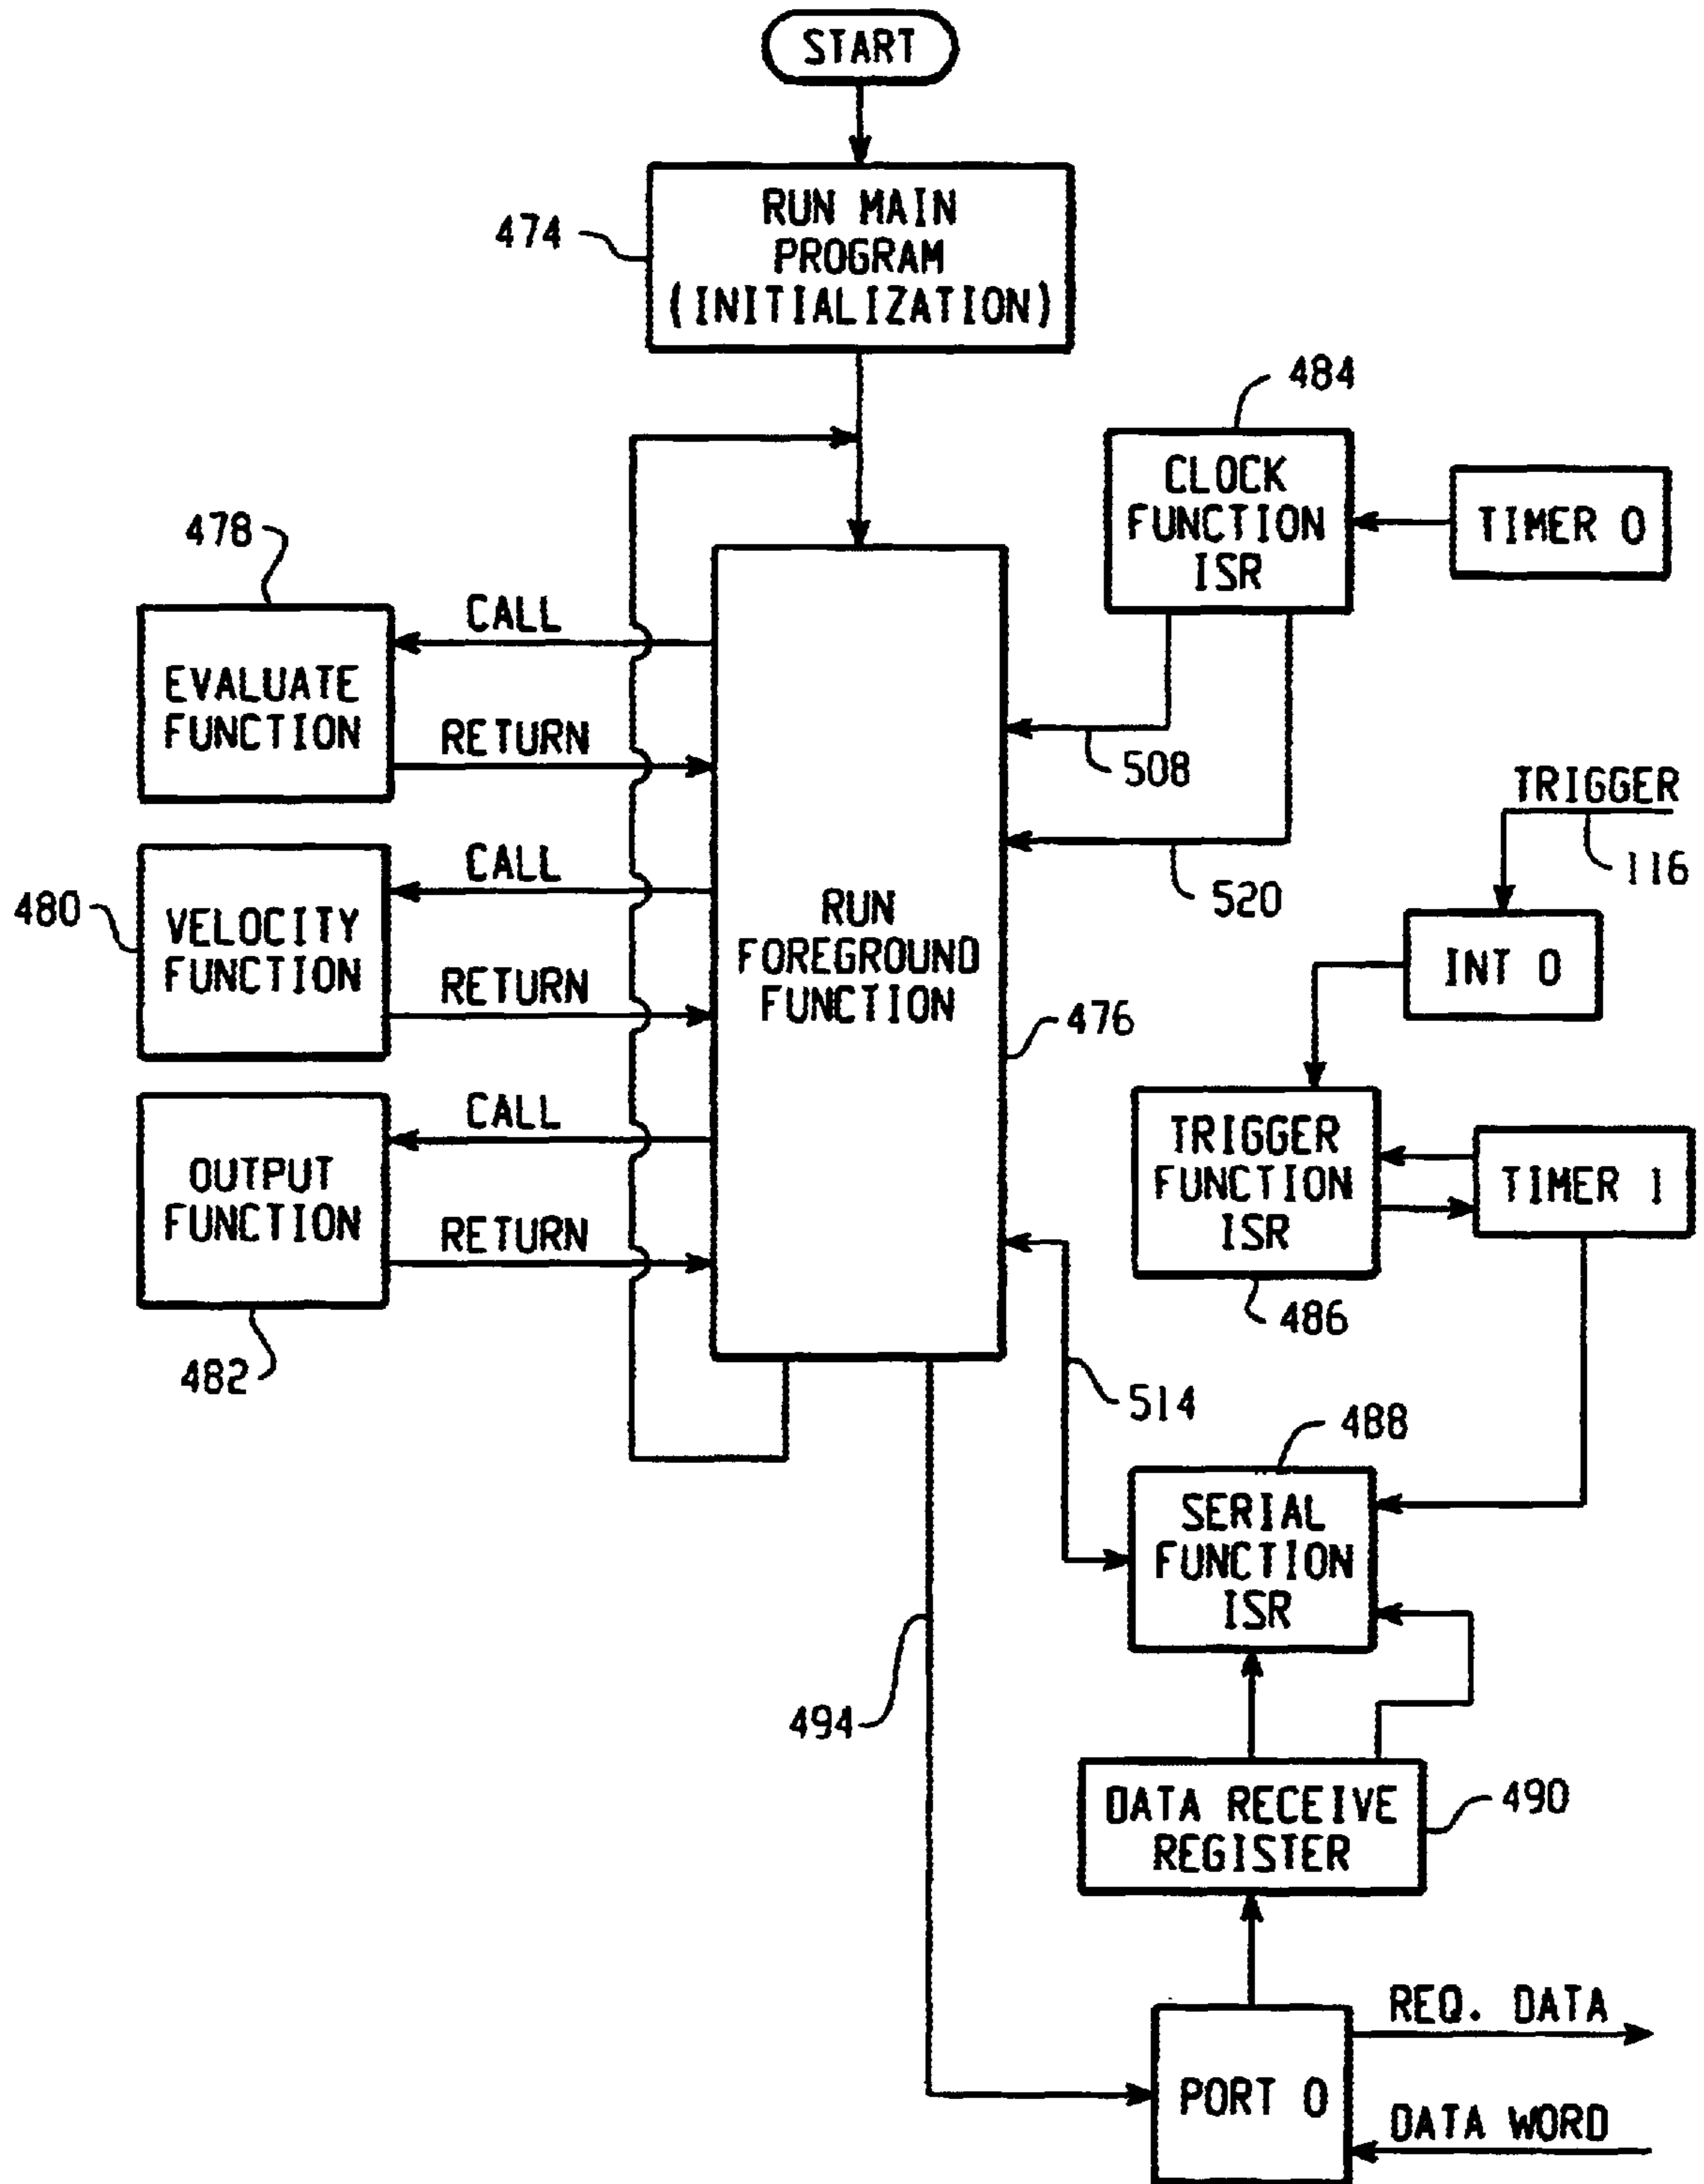 START
474
RUN MAIN
PROGRAM
(INITIALIZATION)
484
CLOCK
FUNCTION
ISR
TIMER 0
478
EVALUATE
FUNCTION
CALL
RETURN
508
520
TRIGGER
116
INT 0
480
VELOCITY
FUNCTION
CALL
RETURN
RUN
FOREGROUND
FUNCTION
476
TRIGGER
FUNCTION
ISR
486
TIMER 1
OUTPUT
FUNCTION
482
CALL
RETURN
514
488
SERIAL
FUNCTION
ISR
494
DATA RECEIVE
REGISTER
490
PORT 0
REQ. DATA
DATA WORD